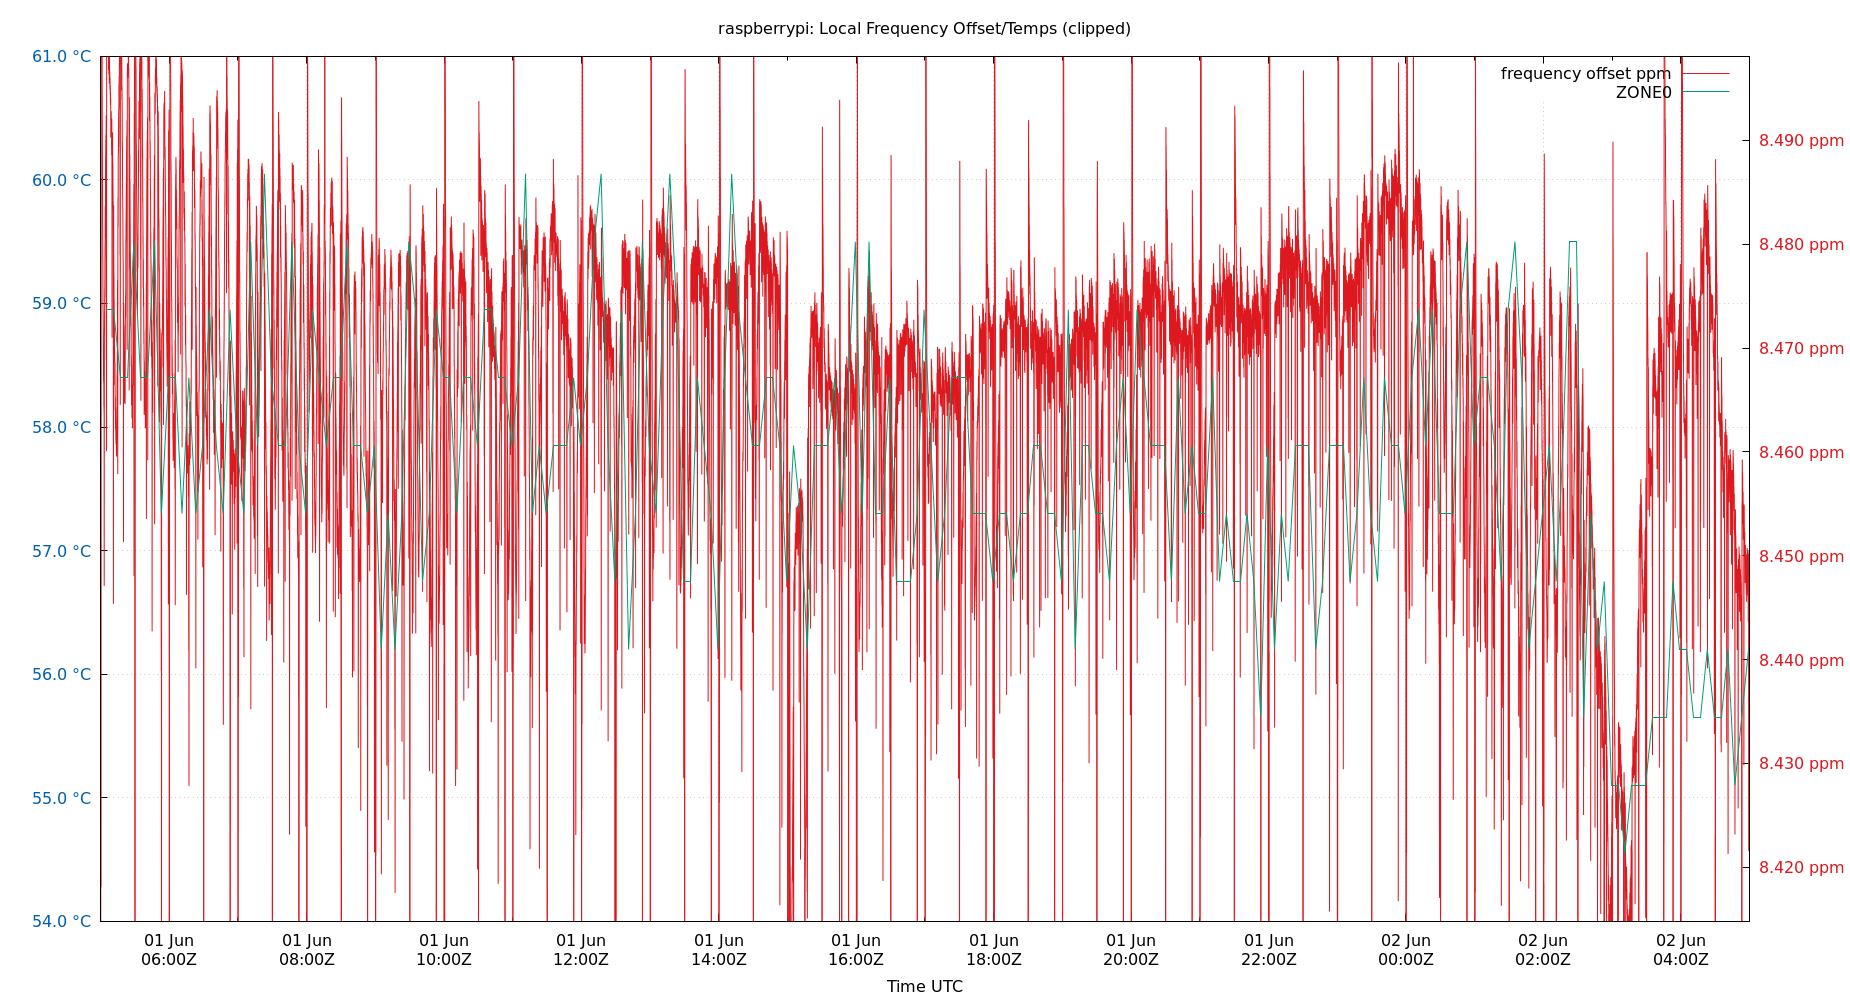 raspberrypi: Local Frequency Offset/Temps (clipped)
61.0 °C
60.0 °C
59.0 °C
58.0 °C
57.0 °C
56.0 °C
55.0 °C
54.0 °C
frequency offset ppm
ZONE0
8.490 ppm
8.480 ppm
8.470 ppm
8.460 ppm
8.450 ppm
8.440 ppm
8.430 ppm
8.420 ppm
01 Jun
06:00Z
01 Jun
08:00Z
01 Jun
10:00Z
01 Jun
12:00Z
01 Jun
14:00Z
01 Jun
16:00Z
01 Jun
18:00Z
01 Jun
20:00Z
01 Jun
22:00Z
02 Jun
00:00Z
02 Jun
02:00Z
02 Jun
04:00Z
Time UTC